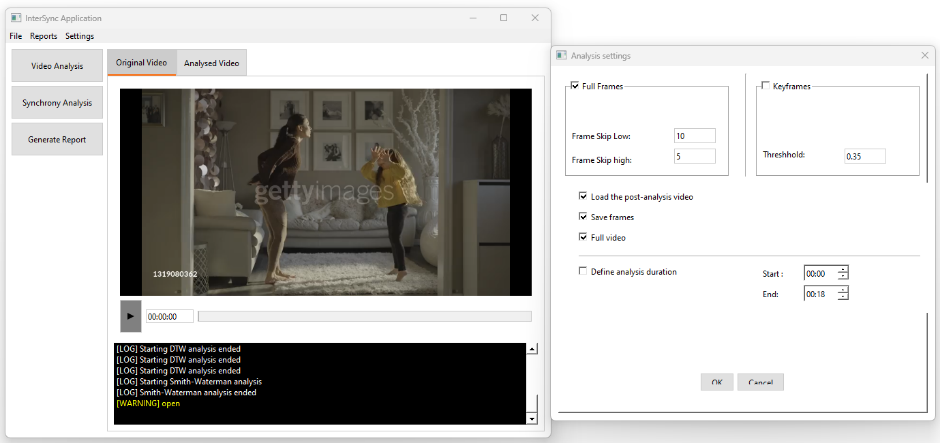 InterSync Application
File Reports Settings
Video Analysis
Synchrony Analysis
Generate Report
Original Video
Analysed Video
gettyimages
1319080362
00:00:00
[LOG] Starting DTW analysis ended
[LOG] Starting DTW analysis ended
[LOG] Starting DTW analysis ended
[LOG] Starting Smith-Waterman analysis
[LOG] Smith-Waterman analysis ended
[WARNING] open
Analysis settings
Full Frames
Frame Skip Low: 10
Frame Skip high: 5
Keyframes
Threshhold: 0.35
Load the post-analysis video
Save frames
Full video
Define analysis duration
Start : 00:00
End: 00:18
OK Cancel